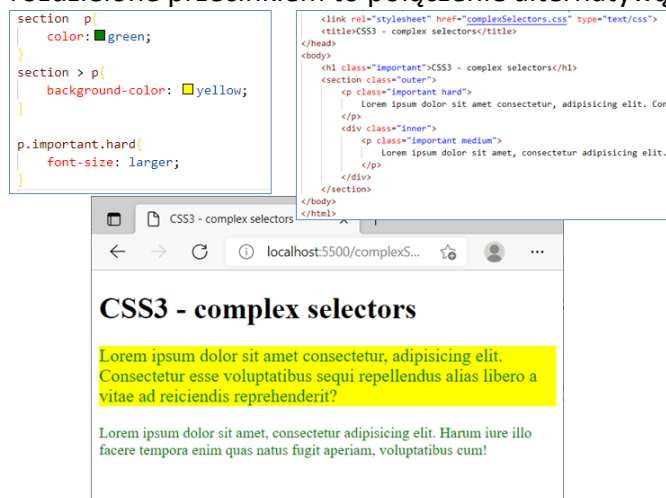 rozdzielone przecinkiem to połączenie alternatywą
section p{
color: green;
}
section > p{
background-color: yellow;
}
p.important.hard{
font-size: larger;
}
<link rel="stylesheet" href="complexSelectors.css" type="text/css">
<title>CSS3 - complex selectors</title>
</head>
<body>
<h1 class="important">CSS3 - complex selectors</h1>
<section class="outer">
<p class="important hard">
Lorem ipsum dolor sit amet consectetur, adipisicing elit. Con
</p>
<div class="inner">
<p class="important medium">
Lorem ipsum dolor sit amet, consectetur adipisicing elit.
</p>
</div>
</section>
</body>
</html>
CSS3 - complex selectors
localhost:5500/complexS...
CSS3 - complex selectors
Lorem ipsum dolor sit amet consectetur, adipisicing elit.
Consectetur esse voluptatibus sequi repellendus alias libero a
vitae ad reiciendis reprehenderit?
Lorem ipsum dolor sit amet, consectetur adipisicing elit. Harum iure illo
facere tempora enim quas natus fugit aperiam, voluptatibus cum!